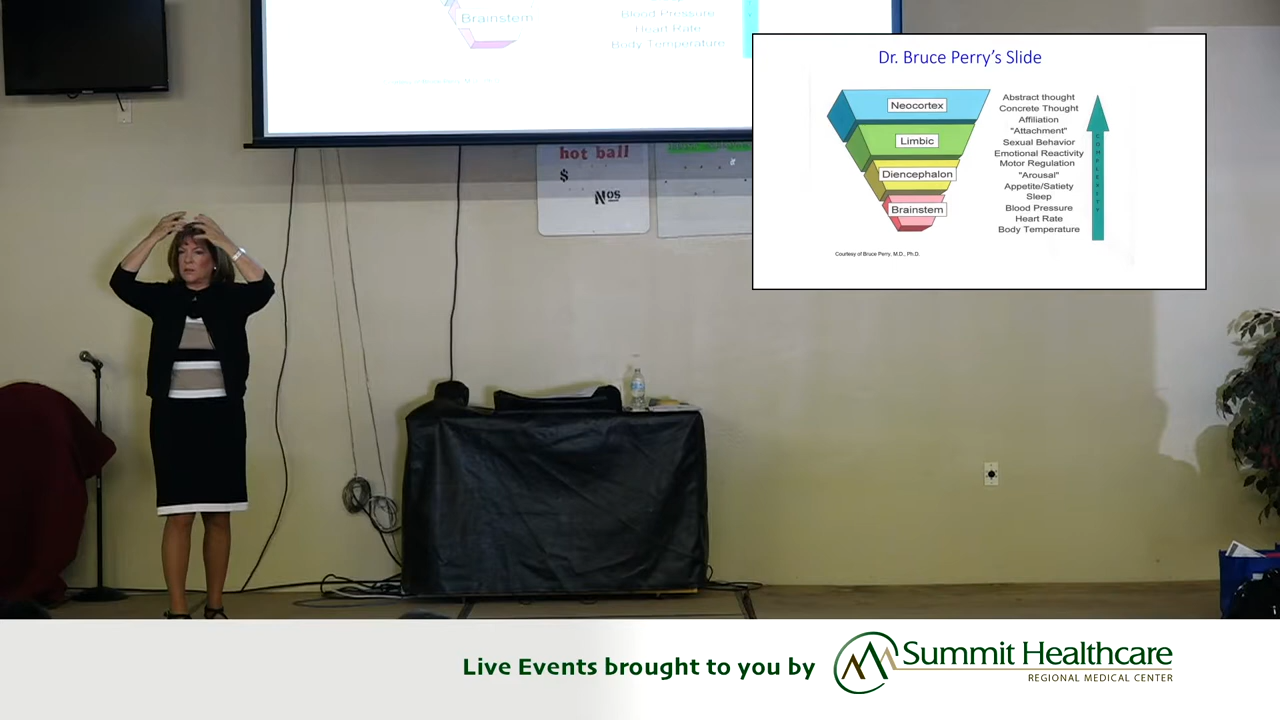 Brainstem
Blood Pressure
Heart Rate
Body Temperature
hot ball
$
Nos
Dr. Bruce Perry's Slide
Neocortex
Limbic
Diencephalon
Brainstem
Abstract thought
Concrete Thought
Affiliation
"Attachment"
Sexual Behavior
Emotional Reactivity
Motor Regulation
"Arousal"
Appetite/Satiety
Sleep
Blood Pressure
Heart Rate
Body Temperature
COMPLEXITY
Courtesy of Bruce Perry, M.D., Ph.D.
Live Events brought to you by
Summit Healthcare
REGIONAL MEDICAL CENTER